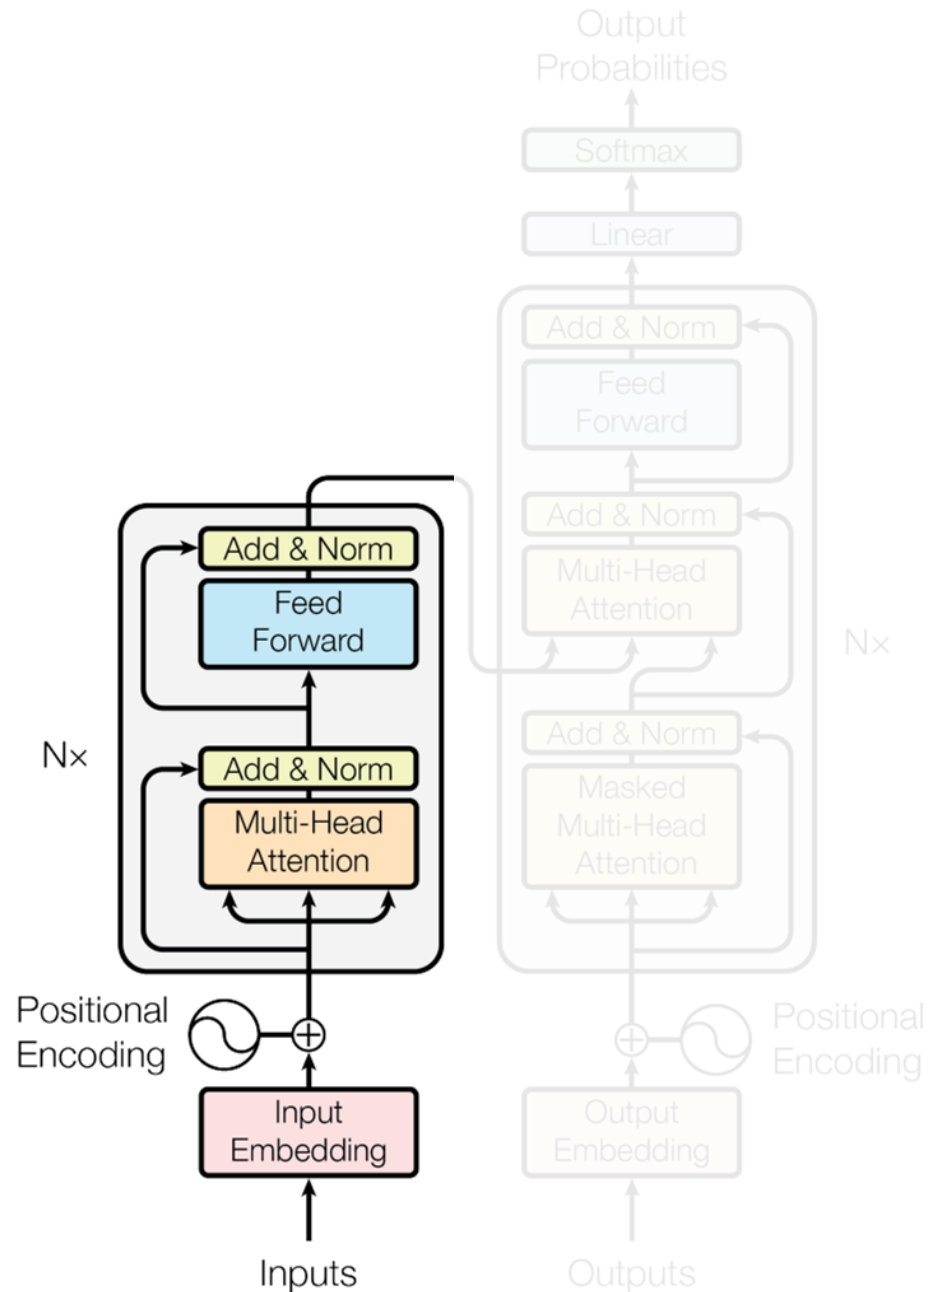 Output
Probabilities
Softmax
Linear
Add & Norm
Feed
Forward
Add & Norm
Multi-Head
Attention
Nx
Add & Norm
Masked
Multi-Head
Attention
Positional
Encoding
Output
Embedding
Outputs
Add & Norm
Feed
Forward
Nx
Add & Norm
Multi-Head
Attention
Positional
Encoding
Input
Embedding
Inputs